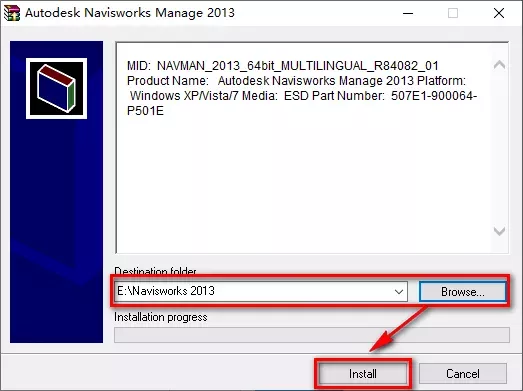 Autodesk Navisworks Manage 2013
MID:  NAVMAN_2013_64bit_MULTILINGUAL_R84082_01
Product Name:   Autodesk Navisworks Manage 2013 Platform:
Windows XP/Vista/7 Media:  ESD Part Number:  507E1-900064-
P501E
Destination folder
E:\Navisworks 2013
Browse...
Installation progress
Install
Cancel